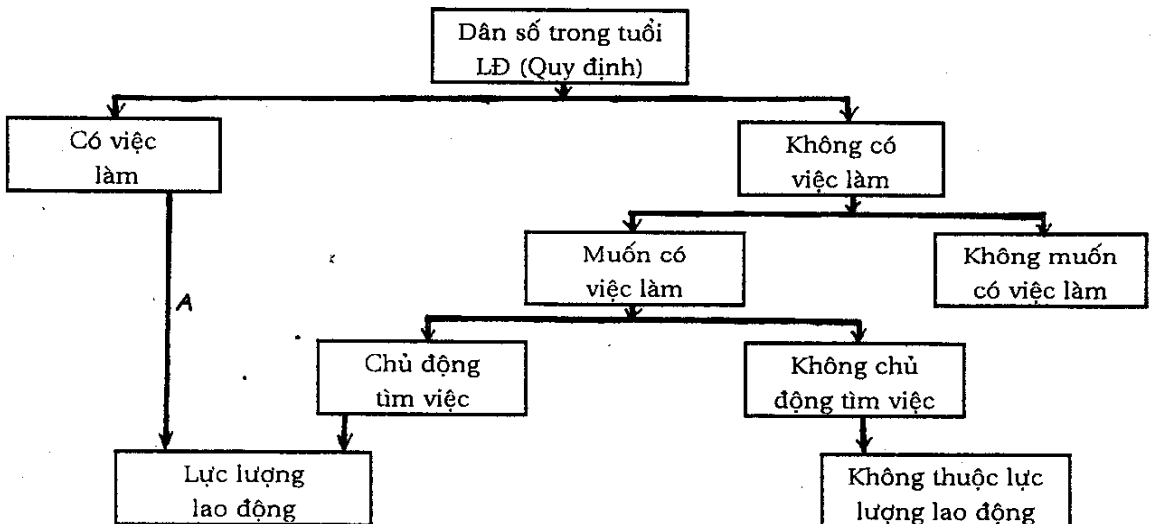 Dân số trong tuổi
LĐ (Quy định)
Có việc
làm
Không có
việc làm
Muốn có
việc làm
Không muốn
có việc làm
A
Chủ động
tìm việc
Không chủ
động tìm việc
Lực lượng
lao động
Không thuộc lực
lượng lao động